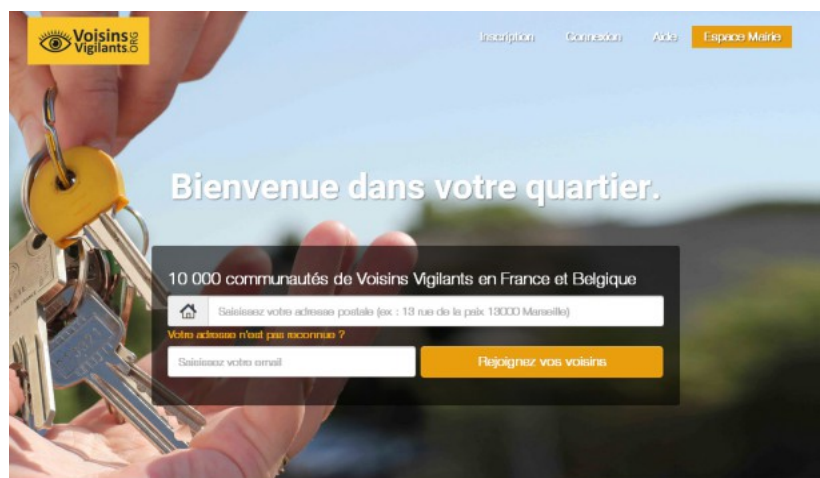 Voisins.ORG
Vigilants
Inscription Connexion Aide Espace Mairie
Bienvenue dans votre quartier.
10 000 communautés de Voisins Vigilants en France et Belgique
Saisissez votre adresse postale (ex : 13 rue de la paix 13000 Marseille)
Votre adresse n'est pas reconnue ?
Saisissez votre email
Rejoignez vos voisins